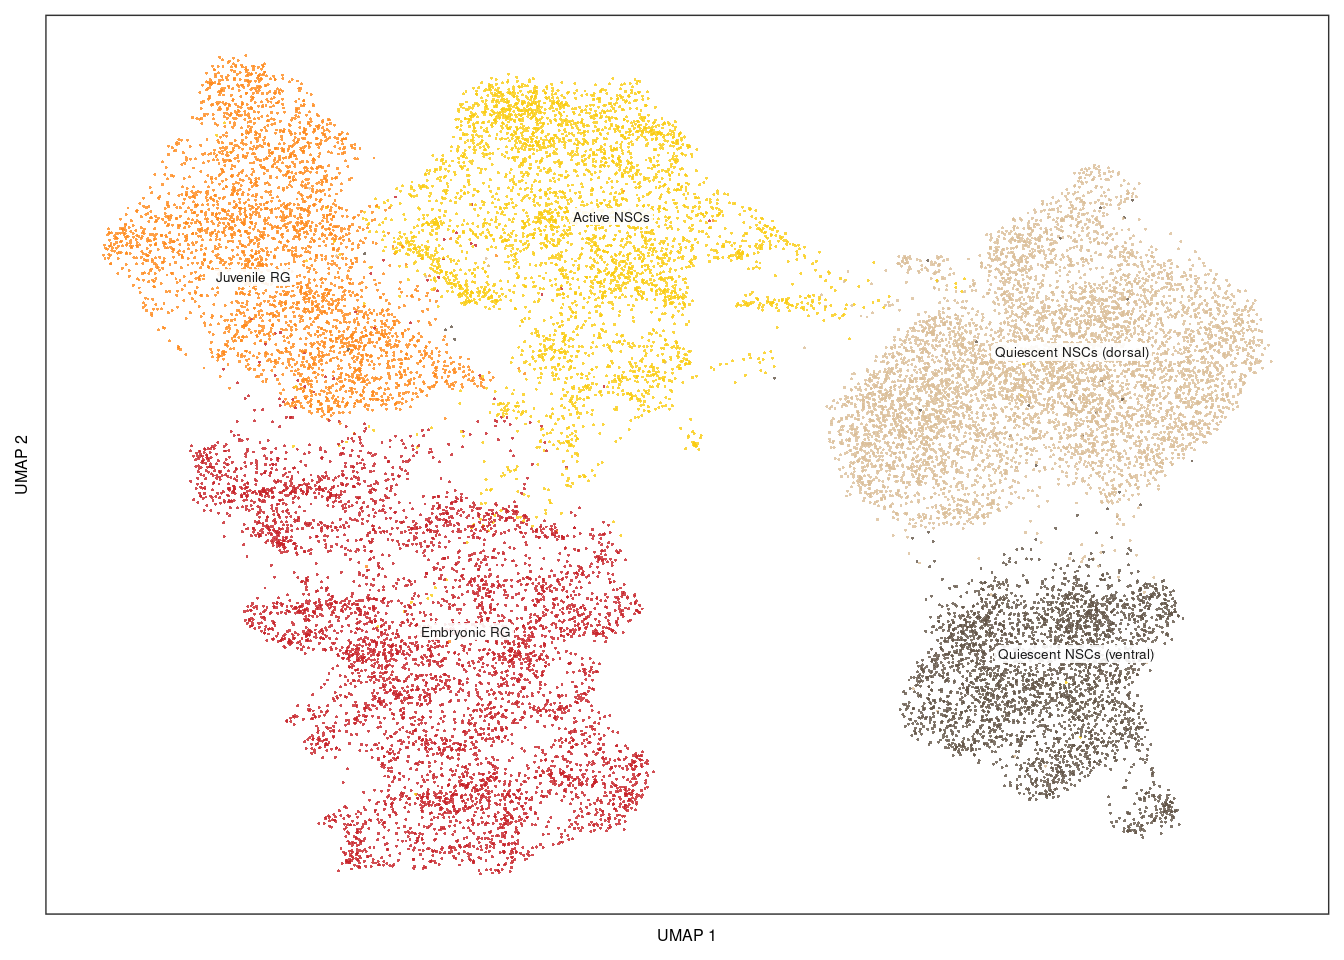 Active NSCs
Juvenile RG
Quiescent NSCs (dorsal)
Embryonic RG
Quiescent NSCs (ventral)
UMAP 2
UMAP 1